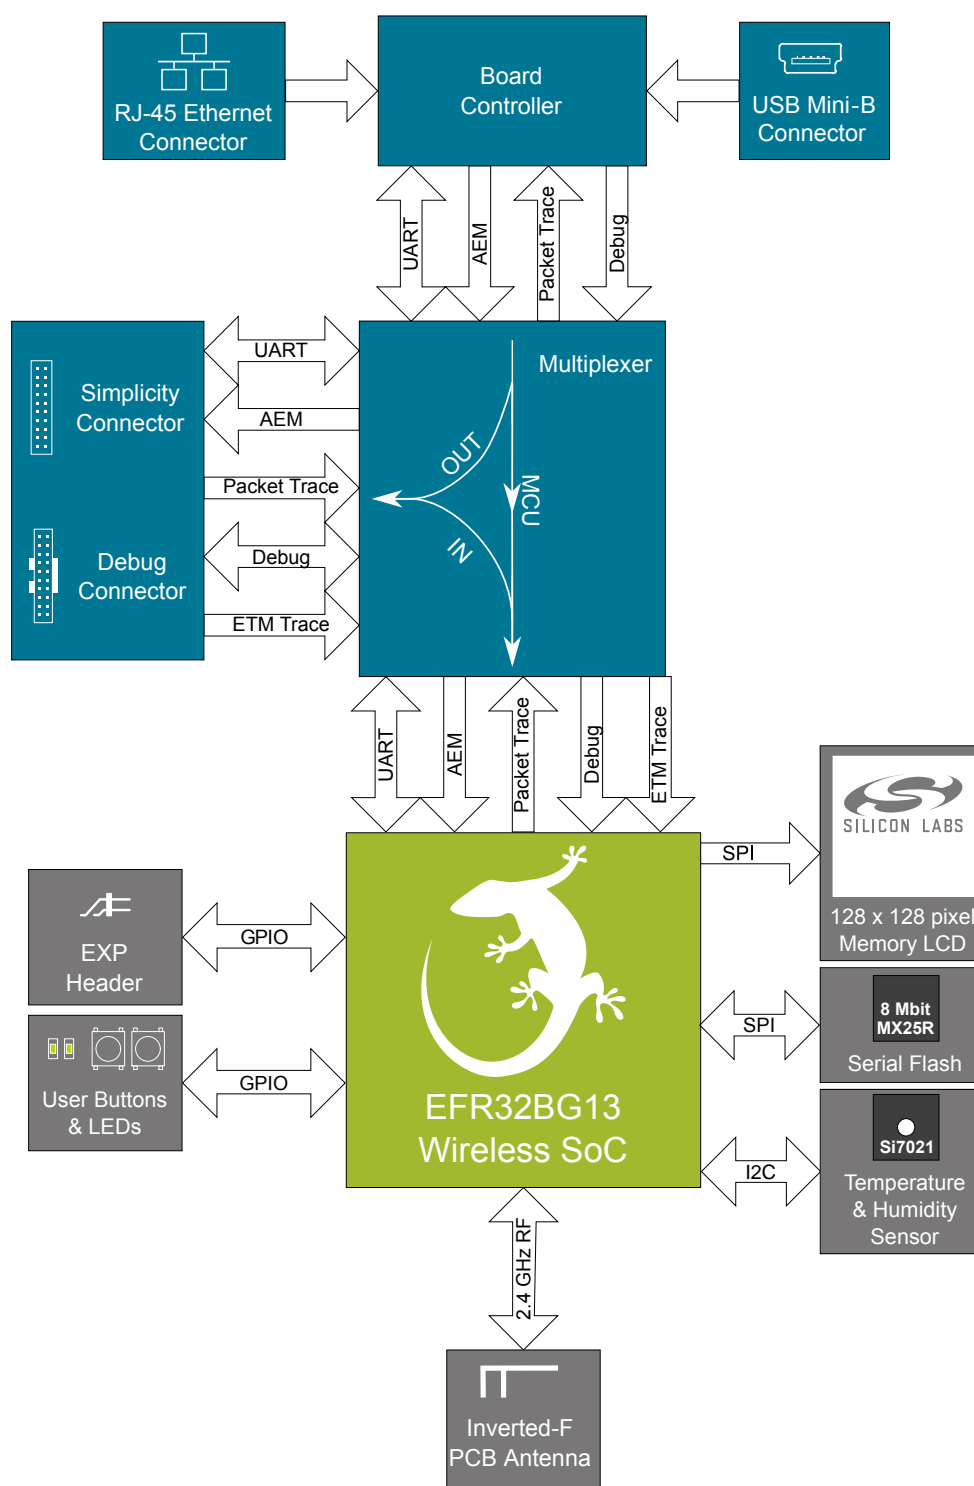 RJ-45 Ethernet
Connector
Board
Controller
USB Mini-B
Connector
UART
AEM
Packet Trace
Debug
Simplicity
Connector
Debug
Connector
UART
AEM
Packet Trace
Debug
ETM Trace
Multiplexer
OUT
MCU
IN
UART
AEM
Packet Trace
Debug
ETM Trace
EXP
Header
GPIO
User Buttons
& LEDs
GPIO
EFR32BG13
Wireless SoC
SPI
SILICON LABS
128 x 128 pixel
Memory LCD
SPI
8 Mbit
MX25R
Serial Flash
I2C
Si7021
Temperature
& Humidity
Sensor
2.4 GHz RF
Inverted-F
PCB Antenna